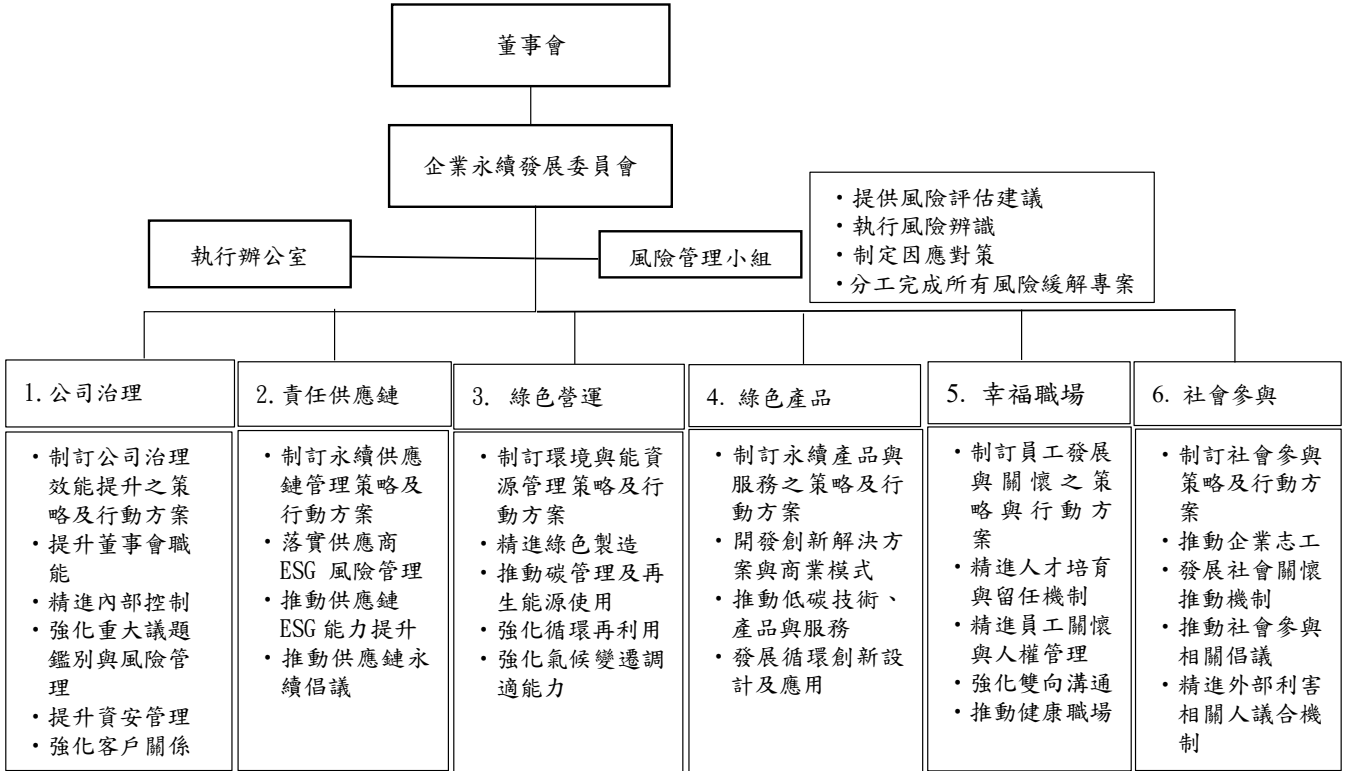 董事會
企業永續發展委員會
執行辦公室
風險管理小組
・提供風險評估建議
・執行風險辨識
・制定因應對策
・分工完成所有風險緩解專案
1.公司治理
・制訂公司治理
效能提升之策
略及行動方案
・提升董事會職
能
・精進內部控制
・強化重大議題
鑑別與風險管
理
・提升資安管理
・強化客戶關係
2.責任供應鏈
・制訂永續供應
鏈管理策略及
行動方案
・落實供應商
ESG 風險管理
・推動供應鏈
ESG 能力提升
・推動供應鏈永
續倡議
3. 綠色營運
・制訂環境與能資
源管理策略及行
動方案
・精進綠色製造
・推動碳管理及再
生能源使用
・強化循環再利用
・強化氣候變遷調
適能力
4. 綠色產品
・制訂永續產品與
服務之策略及行
動方案
・開發創新解決方
案與商業模式
・推動低碳技術、
產品與服務
・發展循環創新設
計及應用
5. 幸福職場
・制訂員工發展
與關懷之策
略與行動方
案
・精進人才培育
與留任機制
・精進員工關懷
與人權管理
・強化雙向溝通
・推動健康職場
6. 社會參與
・制訂社會參與
策略及行動方
案
・推動企業志工
・發展社會關懷
推動機制
・推動社會參與
相關倡議
・精進外部利害
相關人議合機
制